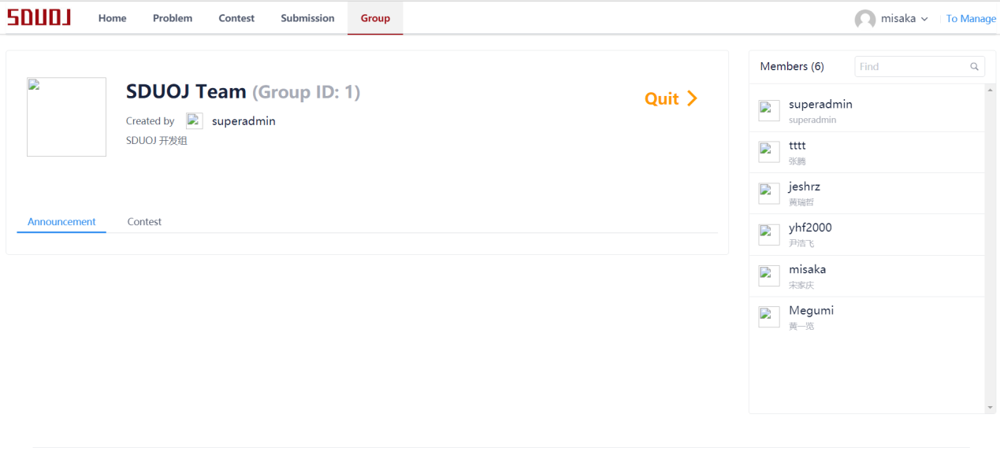 SDUOJ Home Problem Contest Submission Group misaka To Manage
SDUOJ Team (Group ID: 1)
Created by superadmin
SDUOJ 开发组
Quit
Announcement Contest
Members (6) Find
superadmin
superadmin
tttt
张腾
jeshrz
黄瑞哲
yhf2000
尹浩飞
misaka
宋家庆
Megumi
黄一览